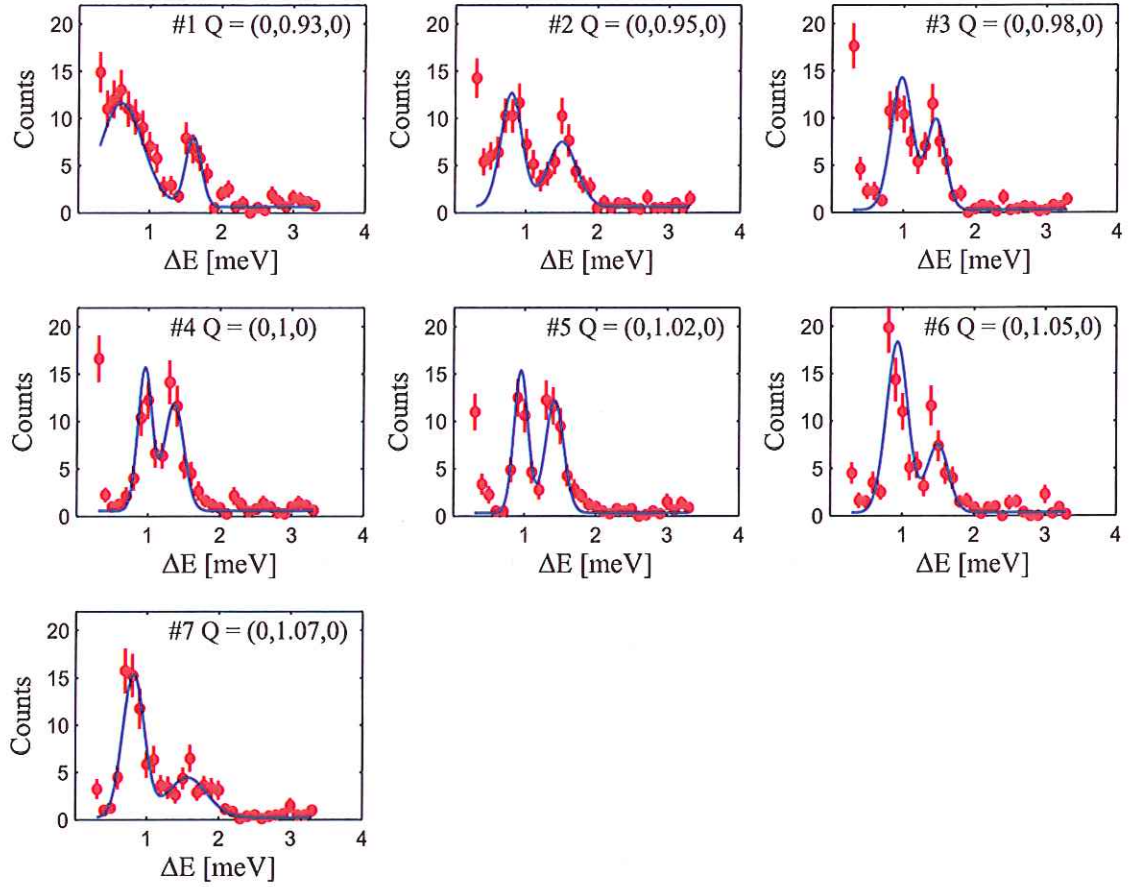 #1 Q = (0,0.93,0)
20
15
10
5
0
Counts
1 2 3 4
ΔE [meV]
#2 Q = (0,0.95,0)
20
15
10
5
0
Counts
1 2 3 4
ΔE [meV]
#3 Q = (0,0.98,0)
20
15
10
5
0
Counts
1 2 3 4
ΔE [meV]
#4 Q = (0,1,0)
20
15
10
5
0
Counts
1 2 3 4
ΔE [meV]
#5 Q = (0,1.02,0)
20
15
10
5
0
Counts
1 2 3 4
ΔE [meV]
#6 Q = (0,1.05,0)
20
15
10
5
0
Counts
1 2 3 4
ΔE [meV]
#7 Q = (0,1.07,0)
20
15
10
5
0
Counts
1 2 3 4
ΔE [meV]